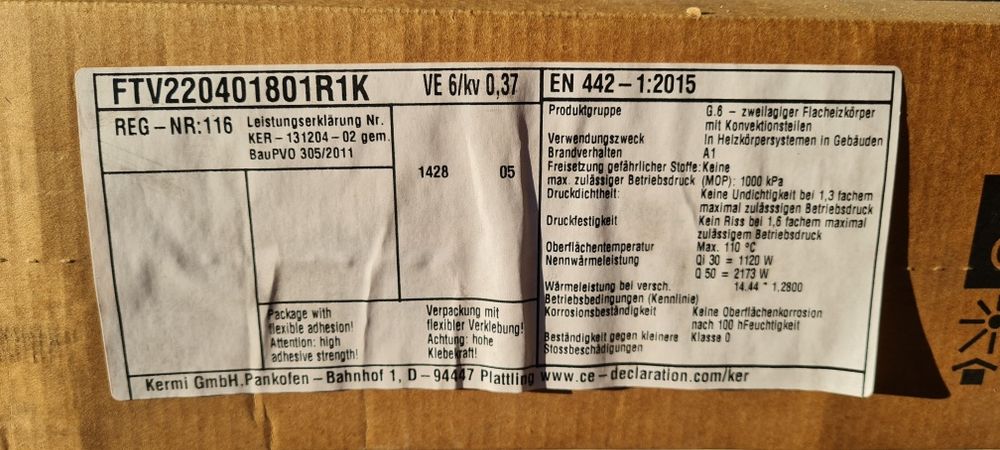 FTV220401801R1K
VE 6/kv 0,37
REG-NR:116
Leistungserklärung Nr.
KER-131204-02 gem.
BauPVO 305/2011
1428 05
Package with
flexible adhesion!
Attention: high
adhesive strength!
Verpackung mit
flexibler Verklebung!
Achtung: hohe
Klebekraft!
EN 442-1:2015
Produktgruppe G.6 - zweilagiger Flacheizkörper
mit Konvektionsteilen
Verwendungszweck In Heizkörpersystemen in Gebäuden
Brandverhalten A1
Freisetzung gefährlicher Stoffe: Keine
max. zulässiger Betriebsdruck (MOP): 1000 kPa
Druckdichtheit: Keine Undichtigkeit bei 1,3 fachem
maximal zulässsigen Betriebsdruck
Druckfestigkeit Kein Riss bei 1,6 fachem maximal
zulässigem Betriebsdruck
Oberflächentemperatur Max. 110 °C
Nennwärmeleistung Ql 30 = 1120 W
Q 50 = 2173 W
Wärmeleistung bei versch. 14.44 * 1.2800
Betriebsbedingungen (Kennlinie)
Korrosionsbeständigkeit Keine Oberflächenkorrosion
nach 100 hFeuchtigkeit
Beständigkeit gegen kleinere Klasse 0
Stossbeschädigungen
Kermi GmbH.Pankofen-Bahnhof 1, D-94447 Plattling www.ce-declaration.com/ker